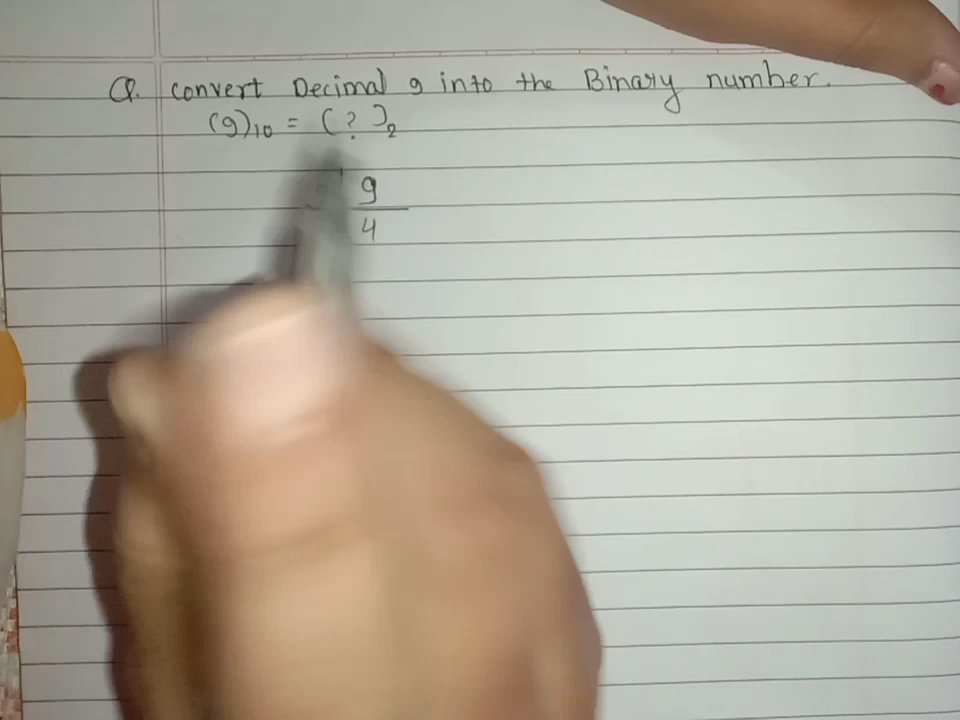 Q. convert Decimal 9 into the Binary number.
(9)10 = ( ? )2
9
4